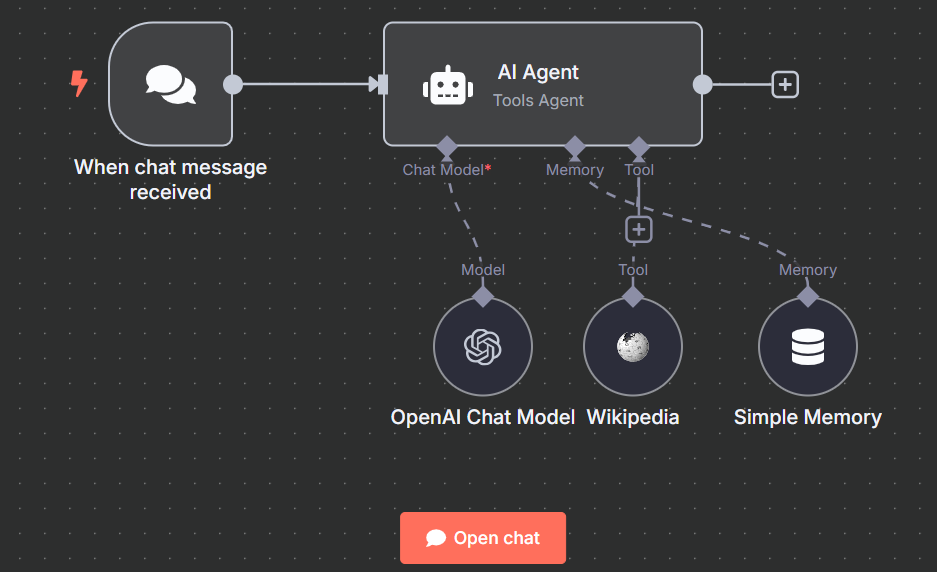 AI Agent
Tools Agent
When chat message
received
Chat Model*
Memory
Tool
Model
Tool
Memory
OpenAI Chat Model
Wikipedia
Simple Memory
Open chat